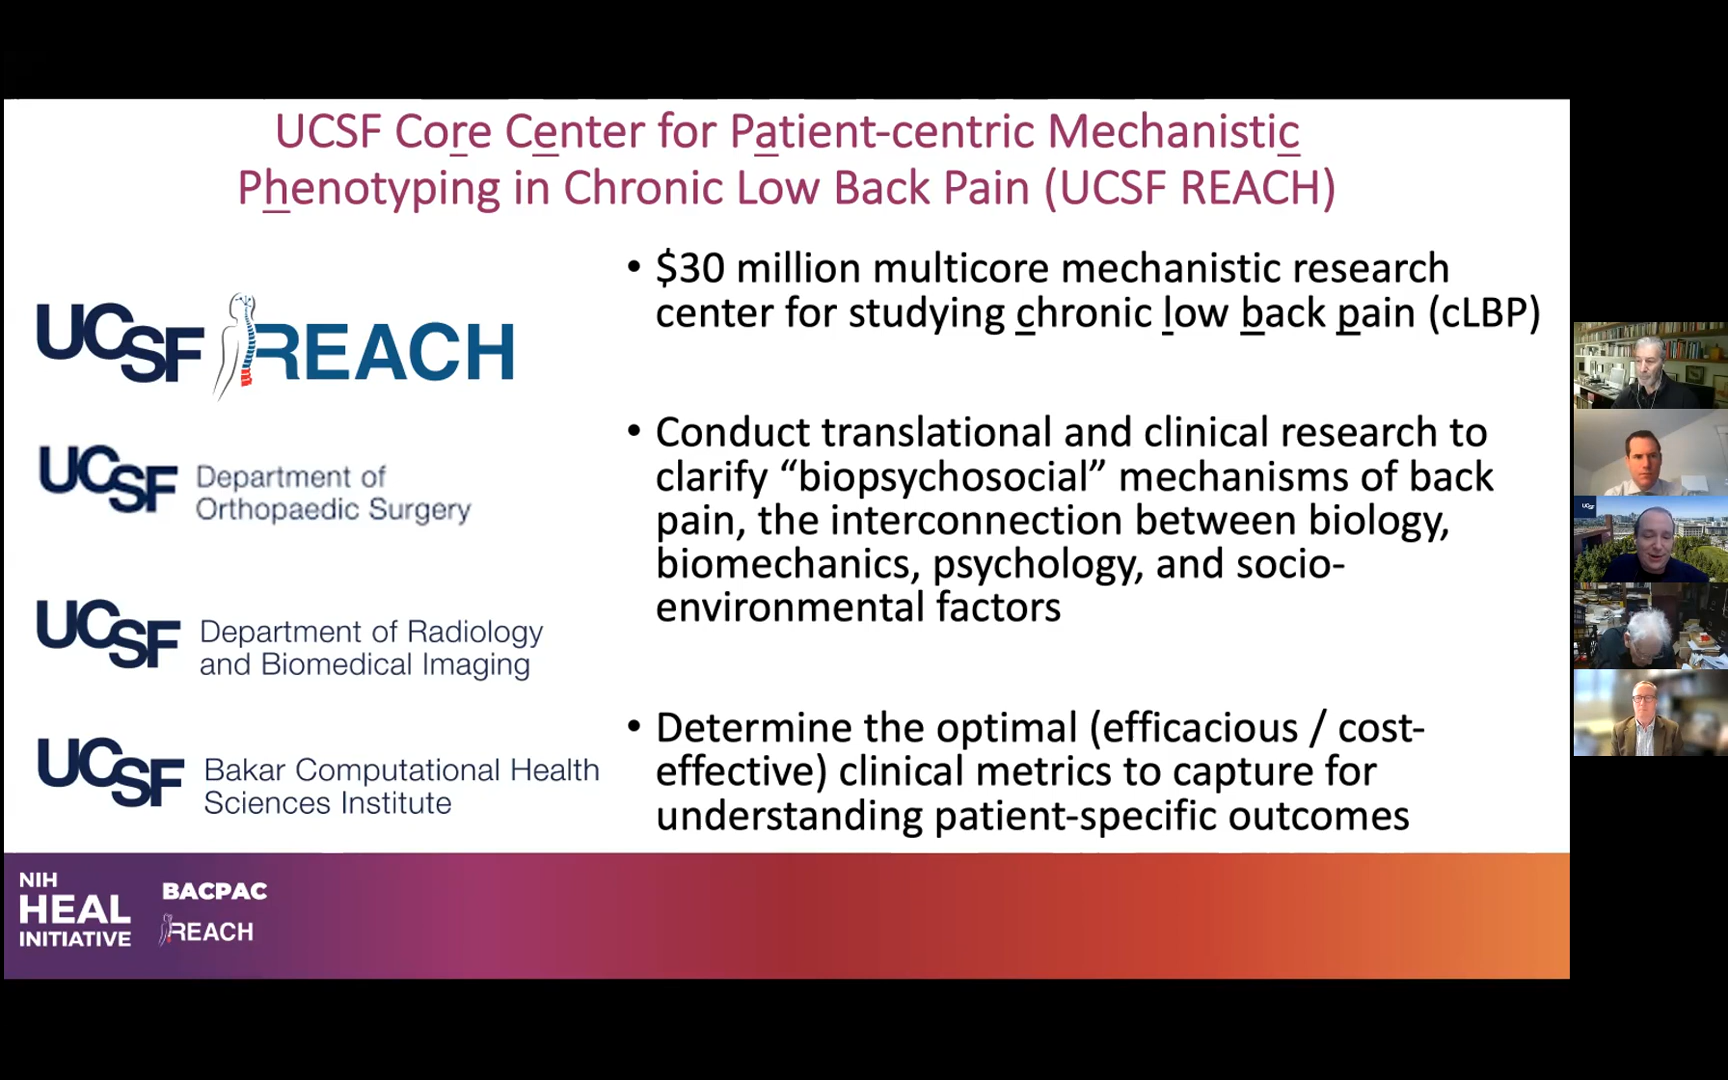 UCSF Core Center for Patient-centric Mechanistic
Phenotyping in Chronic Low Back Pain (UCSF REACH)
UCSF REACH
UCSF Department of
Orthopaedic Surgery
UCSF Department of Radiology
and Biomedical Imaging
UCSF Bakar Computational Health
Sciences Institute
• $30 million multicore mechanistic research
center for studying chronic low back pain (cLBP)
• Conduct translational and clinical research to
clarify “biopsychosocial” mechanisms of back
pain, the interconnection between biology,
biomechanics, psychology, and socio-
environmental factors
• Determine the optimal (efficacious / cost-
effective) clinical metrics to capture for
understanding patient-specific outcomes
NIH
HEAL
INITIATIVE
BACPAC
REACH
UCSF